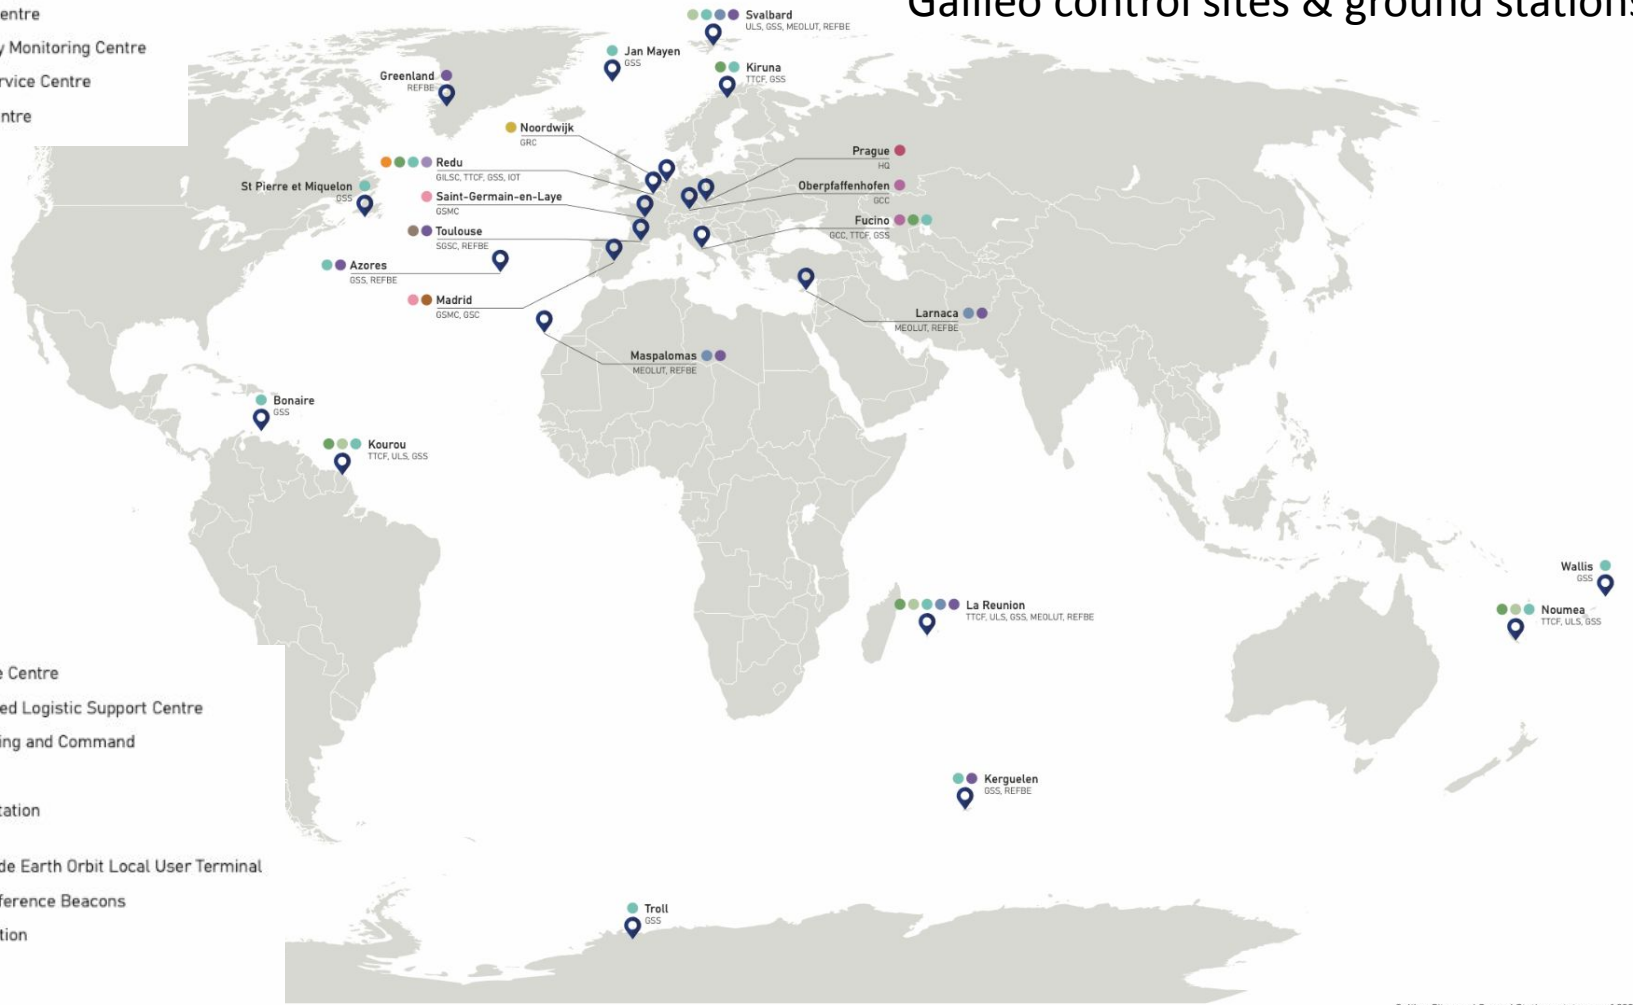 Galileo control sites & ground stations
entre
y Monitoring Centre
rvice Centre
ntre
Svalbard
ULS, GSS, MEOLUT, REFBE
Jan Mayen
GSS
Kiruna
TTCF, GSS
Greenland
REFBE
Noordwijk
GRC
Prague
HQ
Redu
GILSC, TTCF, GSS, IOT
St Pierre et Miquelon
GSS
Oberpfaffenhofen
GCC
Saint-Germain-en-Laye
GSMC
Fucino
GCC, TTCF, GSS
Toulouse
SGSC, REFBE
Azores
GSS, REFBE
Madrid
GSMC, GSC
Larnaca
MEOLUT, REFBE
Maspalomas
MEOLUT, REFBE
Bonaire
GSS
Kourou
TTCF, ULS, GSS
Wallis
GSS
La Reunion
TTCF, ULS, GSS, MEOLUT, REFBE
Noumea
TTCF, ULS, GSS
e Centre
ed Logistic Support Centre
ing and Command
Kerguelen
GSS, REFBE
tation
de Earth Orbit Local User Terminal
ference Beacons
Troll
GSS
tion